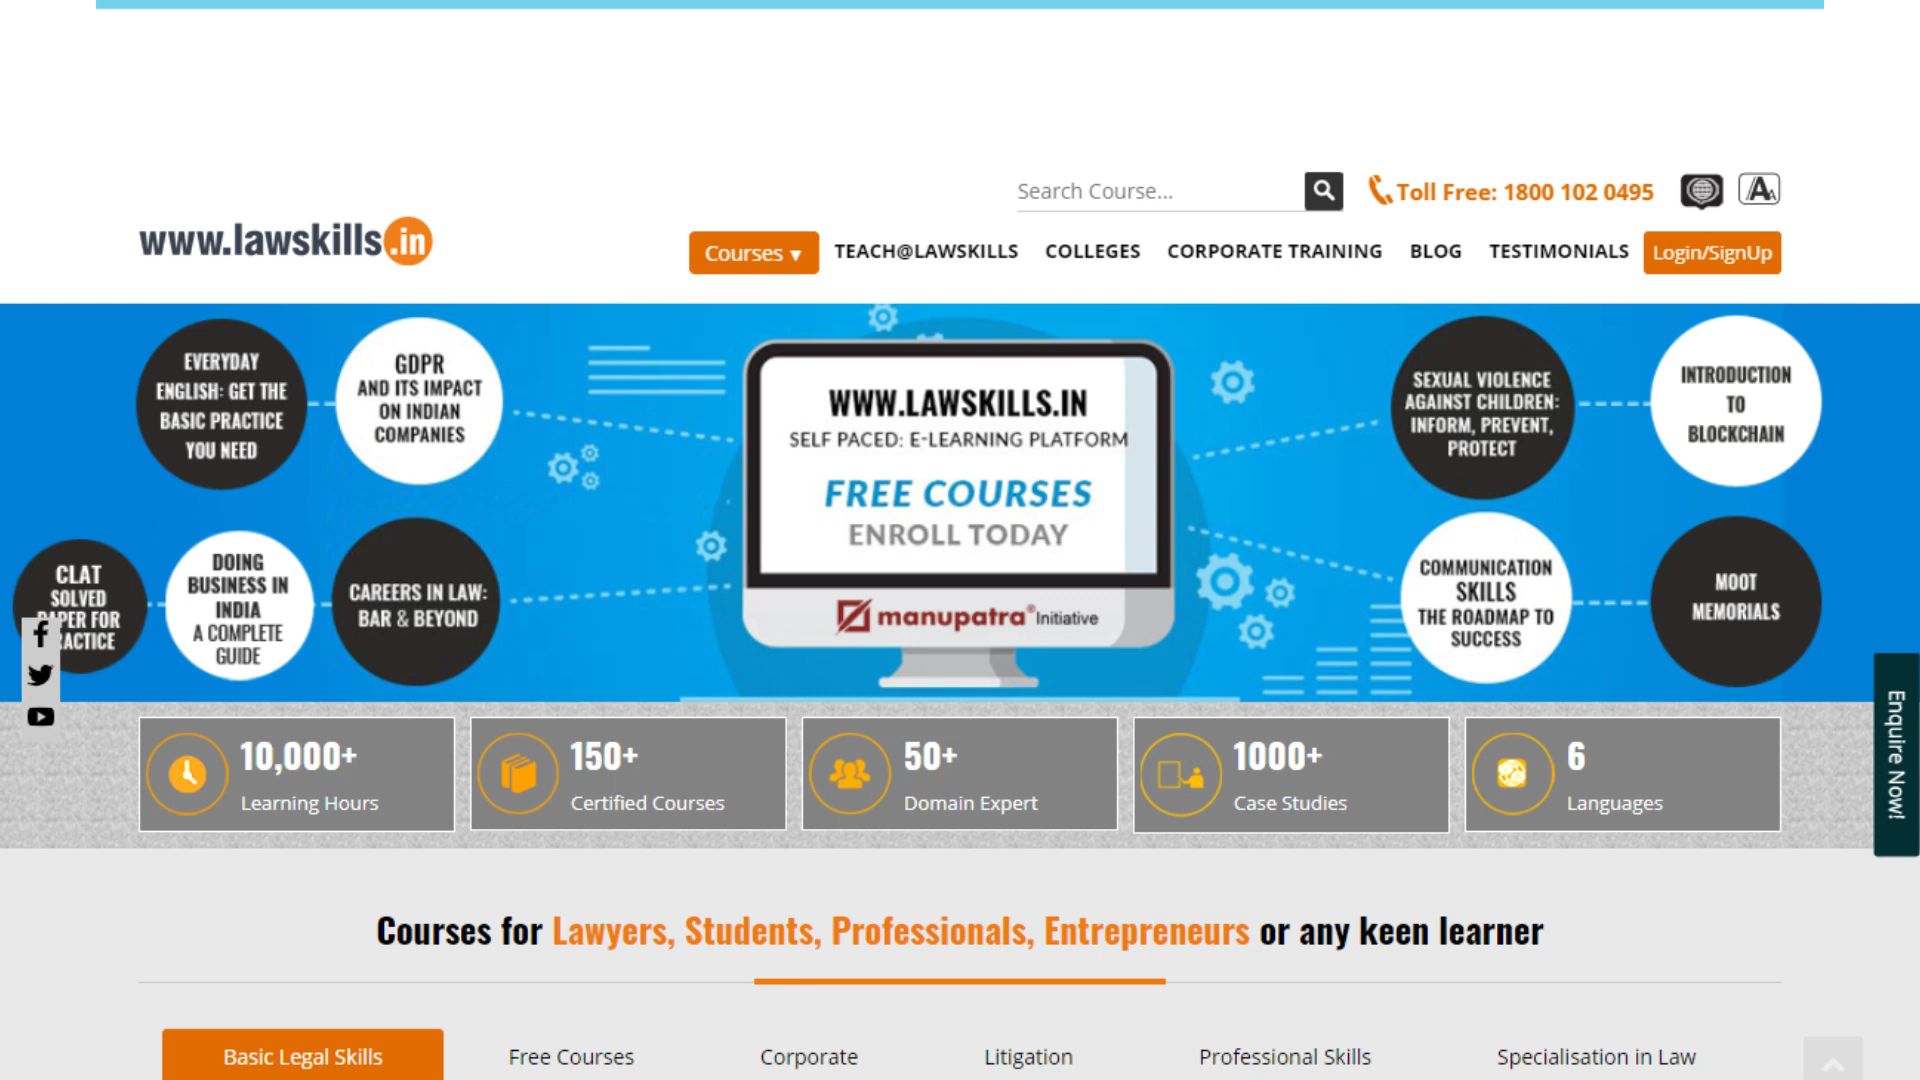 Search Course...
Toll Free: 1800 102 0495
www.lawskills.in
Courses ▼
TEACH@LAWSKILLS
COLLEGES
CORPORATE TRAINING
BLOG
TESTIMONIALS
Login/SignUp
EVERYDAY
ENGLISH: GET THE
BASIC PRACTICE
YOU NEED
GDPR
AND ITS IMPACT
ON INDIAN
COMPANIES
WWW.LAWSKILLS.IN
SELF PACED: E-LEARNING PLATFORM
FREE COURSES
ENROLL TODAY
manupatra® Initiative
SEXUAL VIOLENCE
AGAINST CHILDREN:
INFORM, PREVENT,
PROTECT
INTRODUCTION
TO
BLOCKCHAIN
CLAT
SOLVED
APER FOR
ACTICE
DOING
BUSINESS IN
INDIA
A COMPLETE
GUIDE
CAREERS IN LAW:
BAR & BEYOND
COMMUNICATION
SKILLS
THE ROADMAP TO
SUCCESS
MOOT
MEMORIALS
Enquire Now!
10,000+
Learning Hours
150+
Certified Courses
50+
Domain Expert
1000+
Case Studies
6
Languages
Courses for Lawyers, Students, Professionals, Entrepreneurs or any keen learner
Basic Legal Skills
Free Courses
Corporate
Litigation
Professional Skills
Specialisation in Law